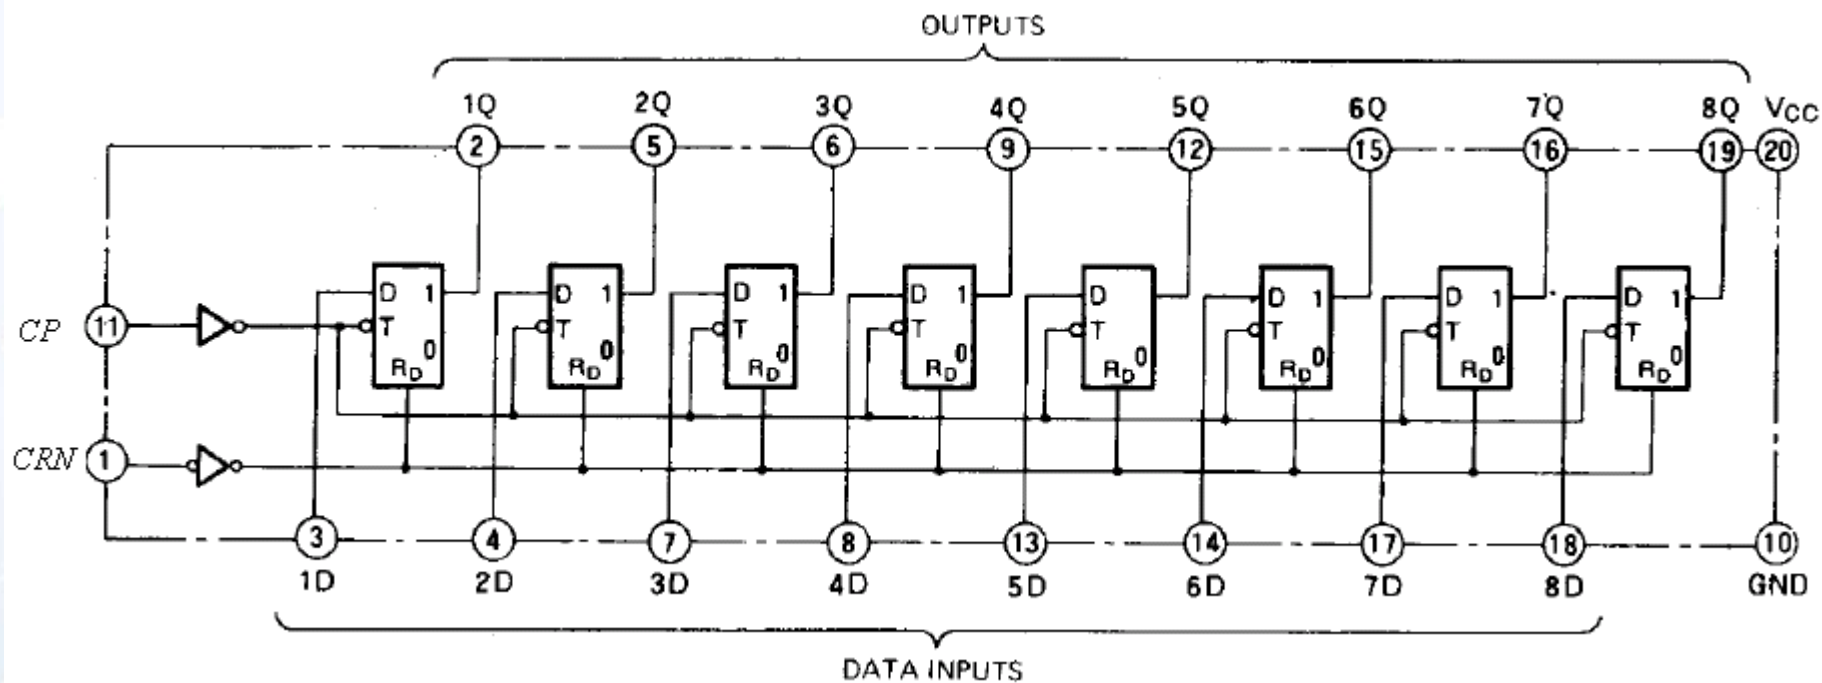 OUTPUTS
1Q 2Q 3Q 4Q 5Q 6Q 7Q 8Q VCC
2 5 6 9 12 15 16 19 20
D 1 D 1 D 1 D 1 D 1 D 1 D 1 D 1
CP 11 T T T T T T T T
0 0 0 0 0 0 0 0
RD RD RD RD RD RD RD RD
CRN 1
3 4 7 8 13 14 17 18 10
1D 2D 3D 4D 5D 6D 7D 8D GND
DATA INPUTS